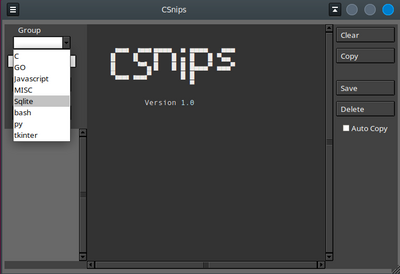 CSnips
Group
C
GO
Javascript
MISC
Sqlite
bash
py
tkinter
CSnips
Version 1.0
Clear
Copy
Save
Delete
Auto Copy